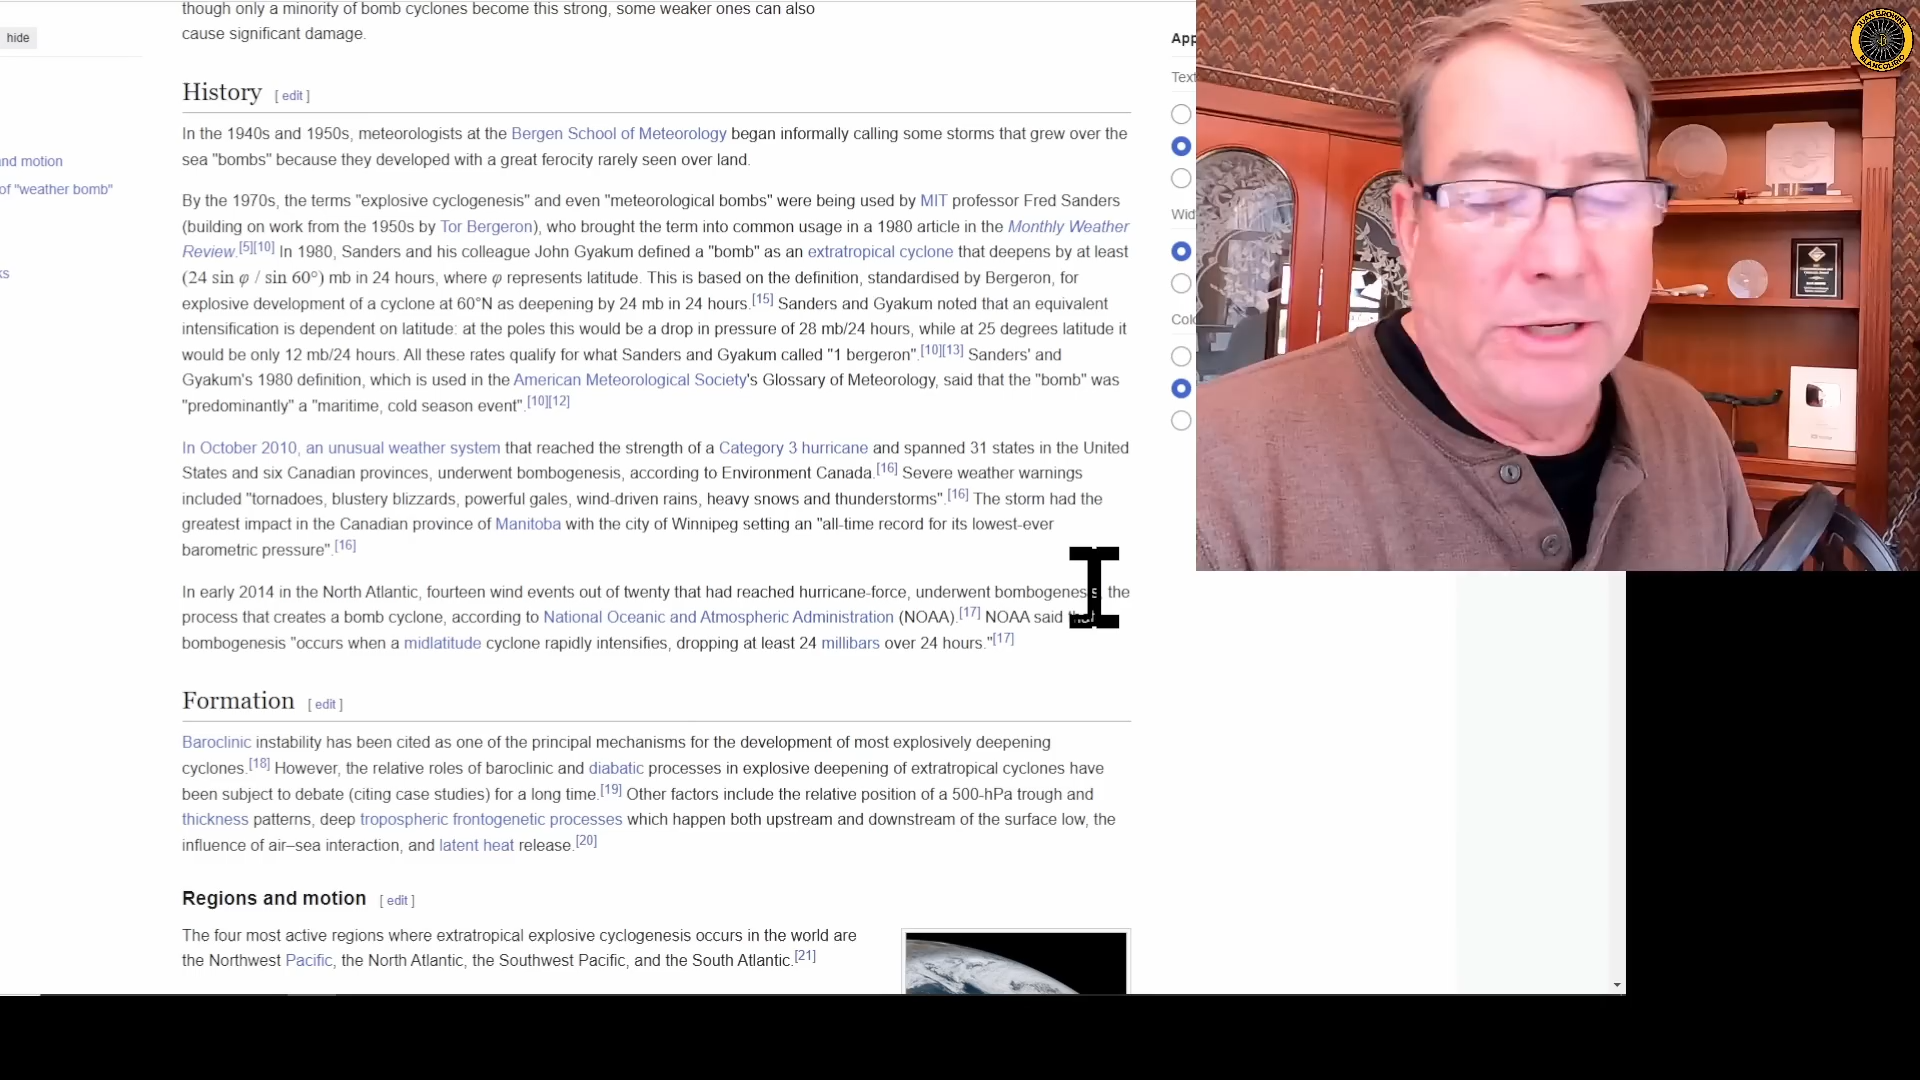 though only a minority of bomb cyclones become this strong, some weaker ones can also
cause significant damage.
hide
History [ edit ]
In the 1940s and 1950s, meteorologists at the Bergen School of Meteorology began informally calling some storms that grew over the
sea "bombs" because they developed with a great ferocity rarely seen over land.
nd motion
of "weather bomb"
By the 1970s, the terms "explosive cyclogenesis" and even "meteorological bombs" were being used by MIT professor Fred Sanders
(building on work from the 1950s by Tor Bergeron), who brought the term into common usage in a 1980 article in the Monthly Weather
Review.[5][10] In 1980, Sanders and his colleague John Gyakum defined a "bomb" as an extratropical cyclone that deepens by at least
(24 sin φ / sin 60°) mb in 24 hours, where φ represents latitude. This is based on the definition, standardised by Bergeron, for
explosive development of a cyclone at 60°N as deepening by 24 mb in 24 hours.[15] Sanders and Gyakum noted that an equivalent
intensification is dependent on latitude: at the poles this would be a drop in pressure of 28 mb/24 hours, while at 25 degrees latitude it
would be only 12 mb/24 hours. All these rates qualify for what Sanders and Gyakum called "1 bergeron".[10][13] Sanders' and
Gyakum's 1980 definition, which is used in the American Meteorological Society's Glossary of Meteorology, said that the "bomb" was
"predominantly" a "maritime, cold season event".[10][12]
ks
In October 2010, an unusual weather system that reached the strength of a Category 3 hurricane and spanned 31 states in the United
States and six Canadian provinces, underwent bombogenesis, according to Environment Canada.[16] Severe weather warnings
included "tornadoes, blustery blizzards, powerful gales, wind-driven rains, heavy snows and thunderstorms".[16] The storm had the
greatest impact in the Canadian province of Manitoba with the city of Winnipeg setting an "all-time record for its lowest-ever
barometric pressure".[16]
In early 2014 in the North Atlantic, fourteen wind events out of twenty that had reached hurricane-force, underwent bombogenes the
process that creates a bomb cyclone, according to National Oceanic and Atmospheric Administration (NOAA).[17] NOAA said
bombogenesis "occurs when a midlatitude cyclone rapidly intensifies, dropping at least 24 millibars over 24 hours."[17]
Formation [ edit ]
Baroclinic instability has been cited as one of the principal mechanisms for the development of most explosively deepening
cyclones.[18] However, the relative roles of baroclinic and diabatic processes in explosive deepening of extratropical cyclones have
been subject to debate (citing case studies) for a long time.[19] Other factors include the relative position of a 500-hPa trough and
thickness patterns, deep tropospheric frontogenetic processes which happen both upstream and downstream of the surface low, the
influence of air–sea interaction, and latent heat release.[20]
Regions and motion [ edit ]
The four most active regions where extratropical explosive cyclogenesis occurs in the world are
the Northwest Pacific, the North Atlantic, the Southwest Pacific, and the South Atlantic.[21]
App
Text
Wid
Colo
JUAN BROWNE
BLANCOLIRIO